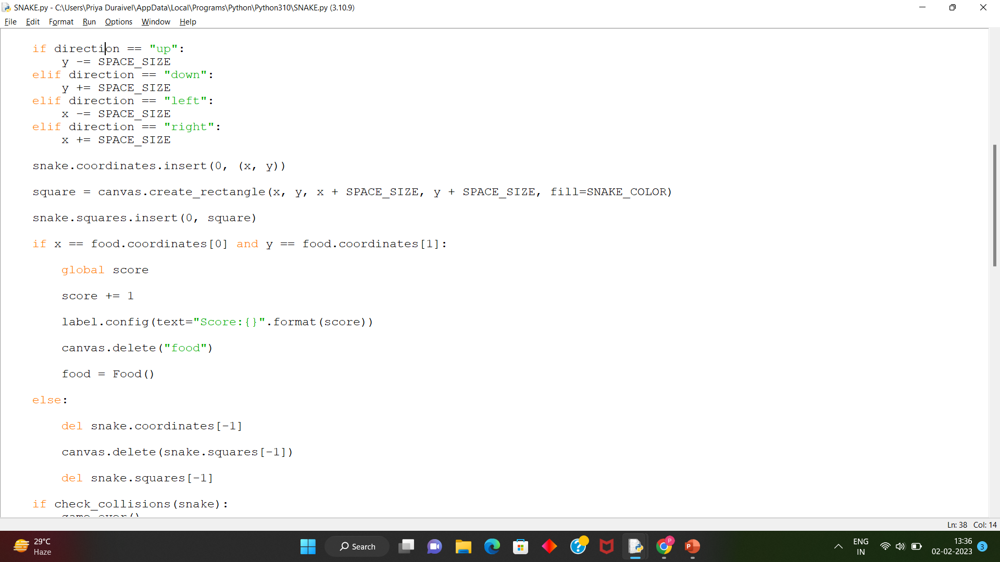 SNAKE.py - C:\Users\Priya Duraivel\AppData\Local\Programs\Python\Python310\SNAKE.py (3.10.9)
File Edit Format Run Options Window Help
if direction == "up":
y -= SPACE_SIZE
elif direction == "down":
y += SPACE_SIZE
elif direction == "left":
x -= SPACE_SIZE
elif direction == "right":
x += SPACE_SIZE
snake.coordinates.insert(0, (x, y))
square = canvas.create_rectangle(x, y, x + SPACE_SIZE, y + SPACE_SIZE, fill=SNAKE_COLOR)
snake.squares.insert(0, square)
if x == food.coordinates[0] and y == food.coordinates[1]:
global score
score += 1
label.config(text="Score:{}".format(score))
canvas.delete("food")
food = Food()
else:
del snake.coordinates[-1]
canvas.delete(snake.squares[-1])
del snake.squares[-1]
if check_collisions(snake):
game_over()
Ln: 38 Col: 14
29°C
Haze
Search
P
P
ENG
IN
13:36
02-02-2023
3